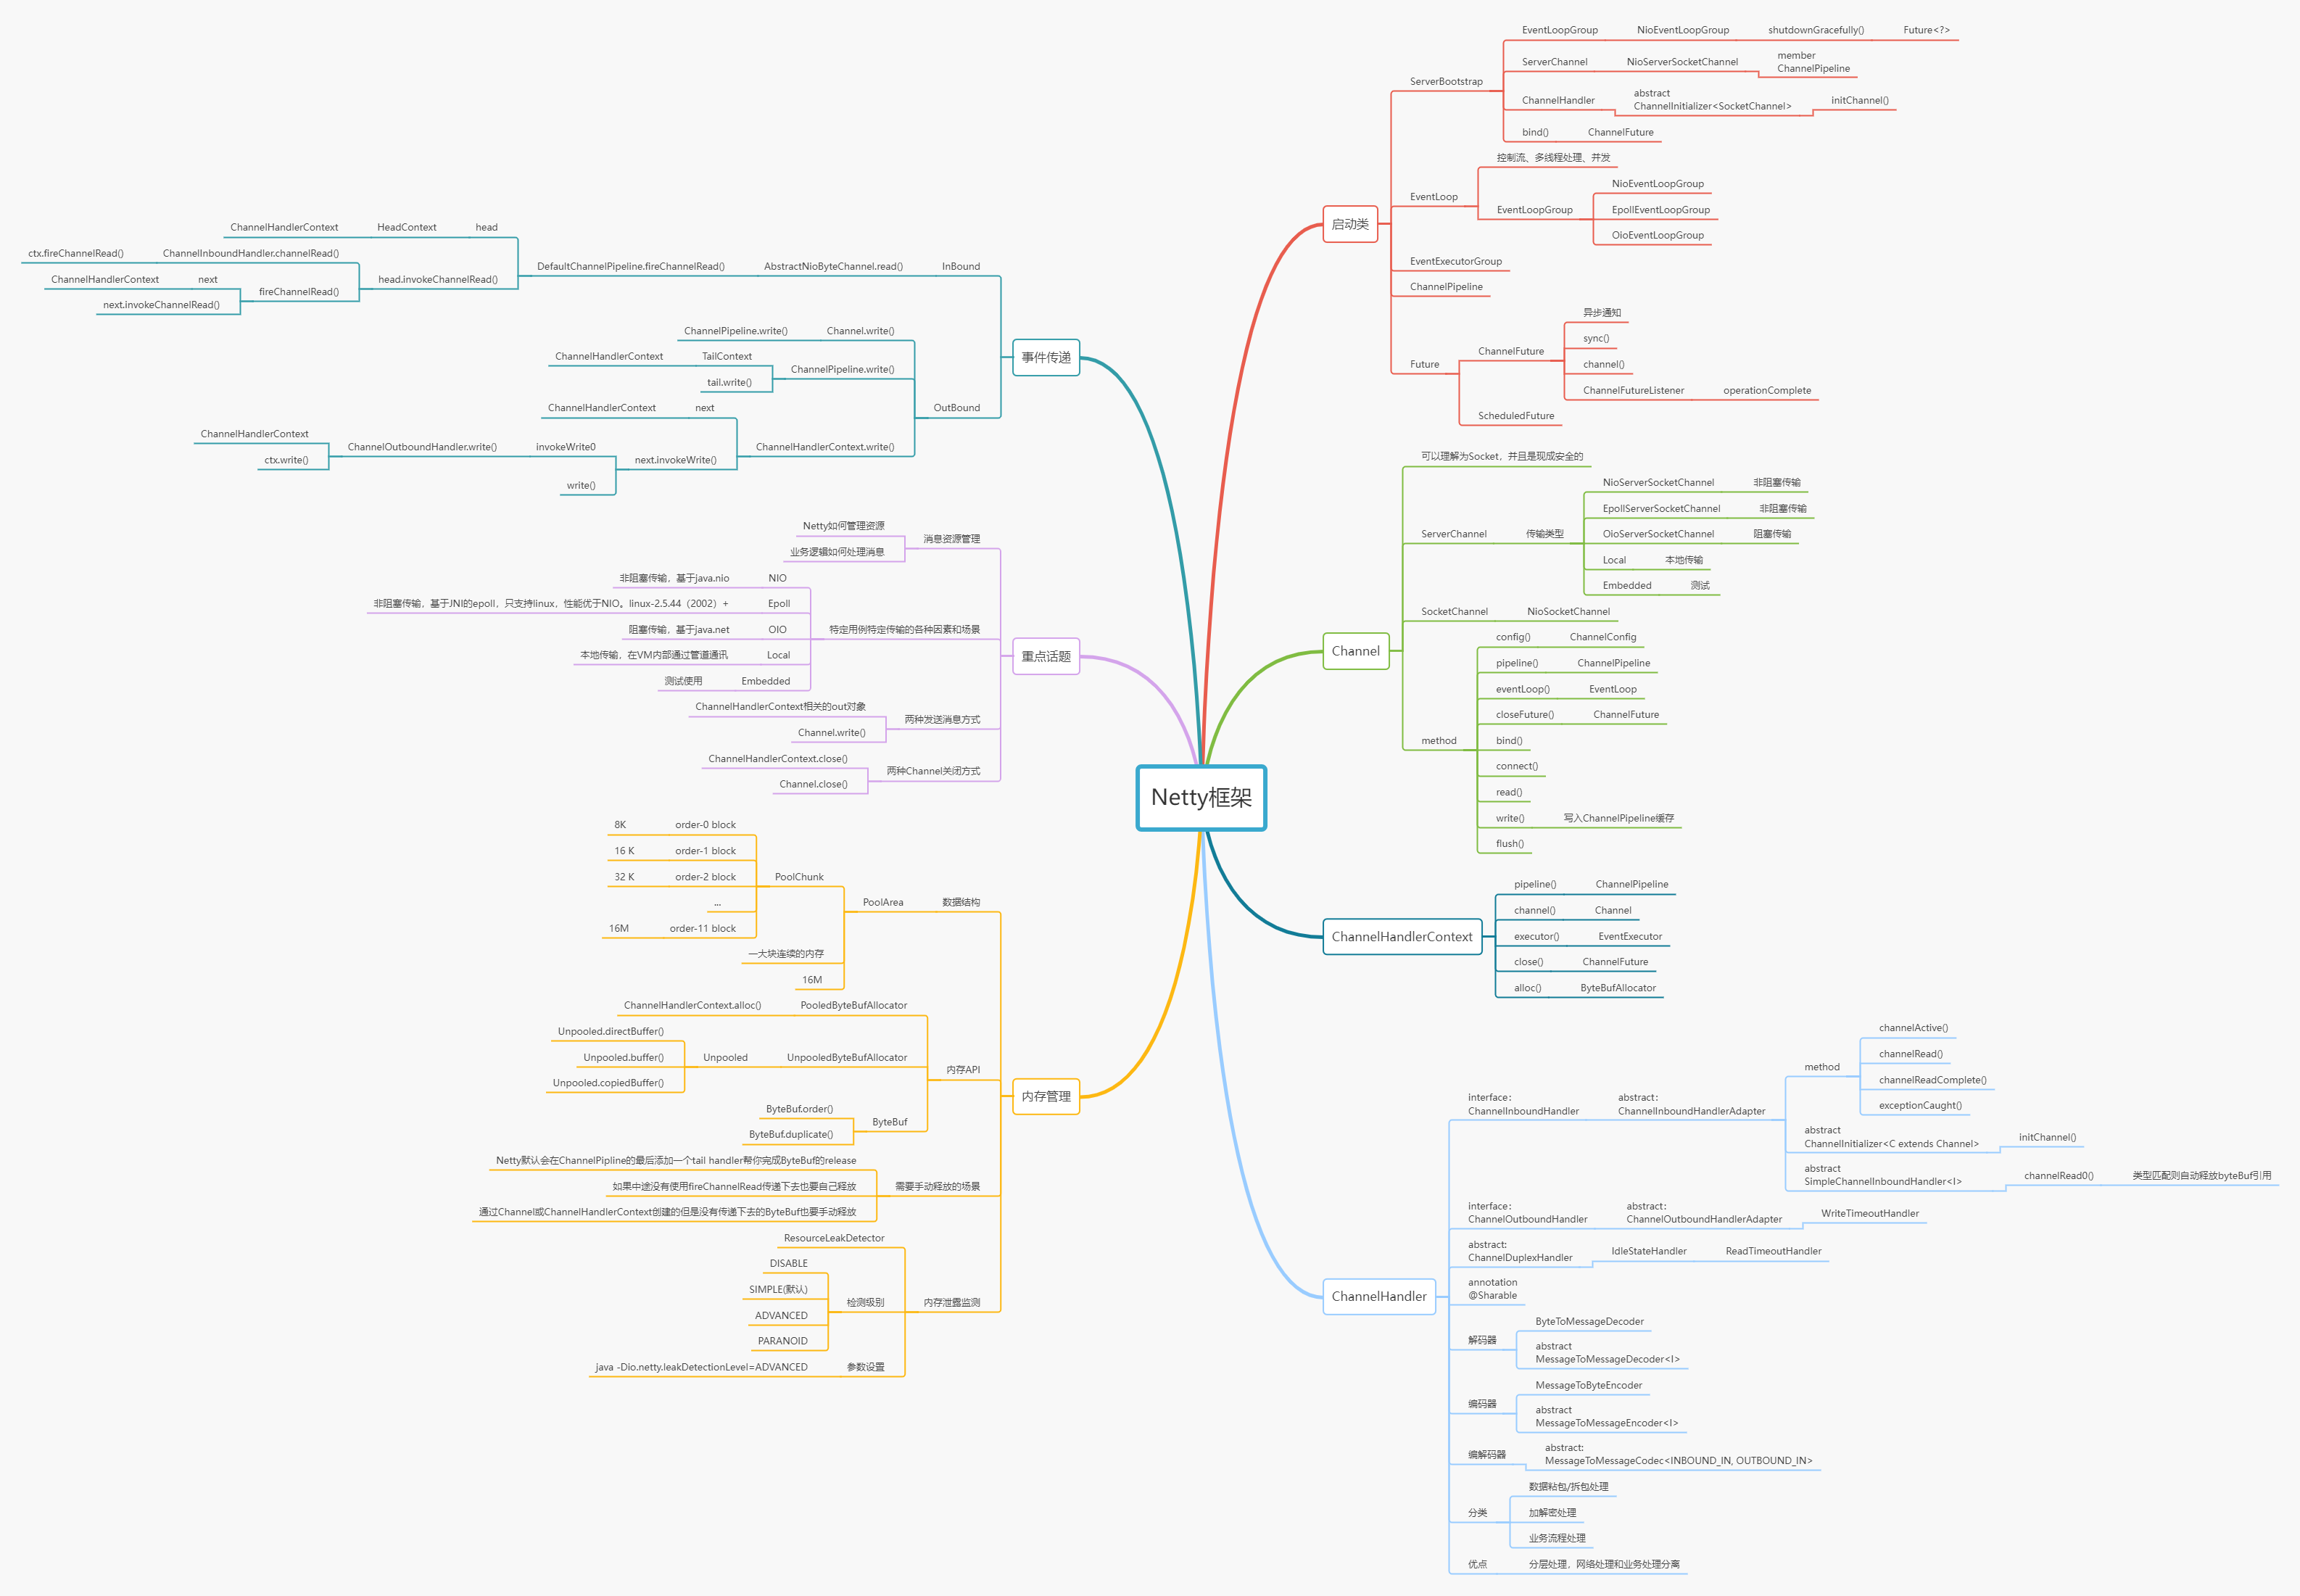 Netty框架
启动类
ServerBootstrap
EventLoopGroup
NioEventLoopGroup
shutdownGracefully()
Future<?>
ServerChannel
NioServerSocketChannel
member
ChannelPipeline
ChannelHandler
abstract
ChannelInitializer<SocketChannel>
initChannel()
bind()
ChannelFuture
EventLoop
控制流、多线程处理、并发
EventLoopGroup
NioEventLoopGroup
EpollEventLoopGroup
OioEventLoopGroup
EventExecutorGroup
ChannelPipeline
Future
ChannelFuture
异步通知
sync()
channel()
ChannelFutureListener
operationComplete
ScheduledFuture
Channel
可以理解为Socket，并且是现成安全的
ServerChannel
传输类型
NioServerSocketChannel
非阻塞传输
EpollServerSocketChannel
非阻塞传输
OioServerSocketChannel
阻塞传输
Local
本地传输
Embedded
测试
SocketChannel
NioSocketChannel
method
config()
ChannelConfig
pipeline()
ChannelPipeline
eventLoop()
EventLoop
closeFuture()
ChannelFuture
bind()
connect()
read()
write()
写入ChannelPipeline缓存
flush()
ChannelHandlerContext
pipeline()
ChannelPipeline
channel()
Channel
executor()
EventExecutor
close()
ChannelFuture
alloc()
ByteBufAllocator
ChannelHandler
interface：
ChannelInboundHandler
abstract：
ChannelInboundHandlerAdapter
method
channelActive()
channelRead()
channelReadComplete()
exceptionCaught()
abstract
ChannelInitializer<C extends Channel>
initChannel()
abstract
SimpleChannelInboundHandler<I>
channelRead0()
类型匹配则自动释放byteBuf引用
interface：
ChannelOutboundHandler
abstract：
ChannelOutboundHandlerAdapter
WriteTimeoutHandler
abstract:
ChannelDuplexHandler
IdleStateHandler
ReadTimeoutHandler
annotation
@Sharable
解码器
ByteToMessageDecoder
abstract
MessageToMessageDecoder<I>
编码器
MessageToByteEncoder
abstract
MessageToMessageEncoder<I>
编解码器
abstract:
MessageToMessageCodec<INBOUND_IN, OUTBOUND_IN>
分类
数据粘包/拆包处理
加解密处理
业务流程处理
优点
分层处理，网络处理和业务处理分离
事件传递
InBound
AbstractNioByteChannel.read()
DefaultChannelPipeline.fireChannelRead()
head
HeadContext
ChannelHandlerContext
head.invokeChannelRead()
ChannelInboundHandler.channelRead()
ctx.fireChannelRead()
fireChannelRead()
next
ChannelHandlerContext
next.invokeChannelRead()
OutBound
Channel.write()
ChannelPipeline.write()
ChannelPipeline.write()
TailContext
ChannelHandlerContext
tail.write()
ChannelHandlerContext.write()
next
ChannelHandlerContext
next.invokeWrite()
invokeWrite0
ChannelOutboundHandler.write()
ChannelHandlerContext
ctx.write()
write()
重点话题
消息资源管理
Netty如何管理资源
业务逻辑如何处理消息
特定用例特定传输的各种因素和场景
NIO
非阻塞传输，基于java.nio
Epoll
非阻塞传输，基于JNI的epoll，只支持linux，性能优于NIO。linux-2.5.44（2002）+
OIO
阻塞传输，基于java.net
Local
本地传输，在VM内部通过管道通讯
Embedded
测试使用
两种发送消息方式
ChannelHandlerContext相关的out对象
Channel.write()
两种Channel关闭方式
ChannelHandlerContext.close()
Channel.close()
内存管理
数据结构
PoolArea
PoolChunk
order-0 block
8K
order-1 block
16 K
order-2 block
32 K
...
order-11 block
16M
一大块连续的内存
16M
内存API
PooledByteBufAllocator
ChannelHandlerContext.alloc()
UnpooledByteBufAllocator
Unpooled
Unpooled.directBuffer()
Unpooled.buffer()
Unpooled.copiedBuffer()
ByteBuf
ByteBuf.order()
ByteBuf.duplicate()
需要手动释放的场景
Netty默认会在ChannelPipline的最后添加一个tail handler帮你完成ByteBuf的release
如果中途没有使用fireChannelRead传递下去也要自己释放
通过Channel或ChannelHandlerContext创建的但是没有传递下去的ByteBuf也要手动释放
内存泄露监测
ResourceLeakDetector
检测级别
DISABLE
SIMPLE(默认)
ADVANCED
PARANOID
参数设置
java -Dio.netty.leakDetectionLevel=ADVANCED